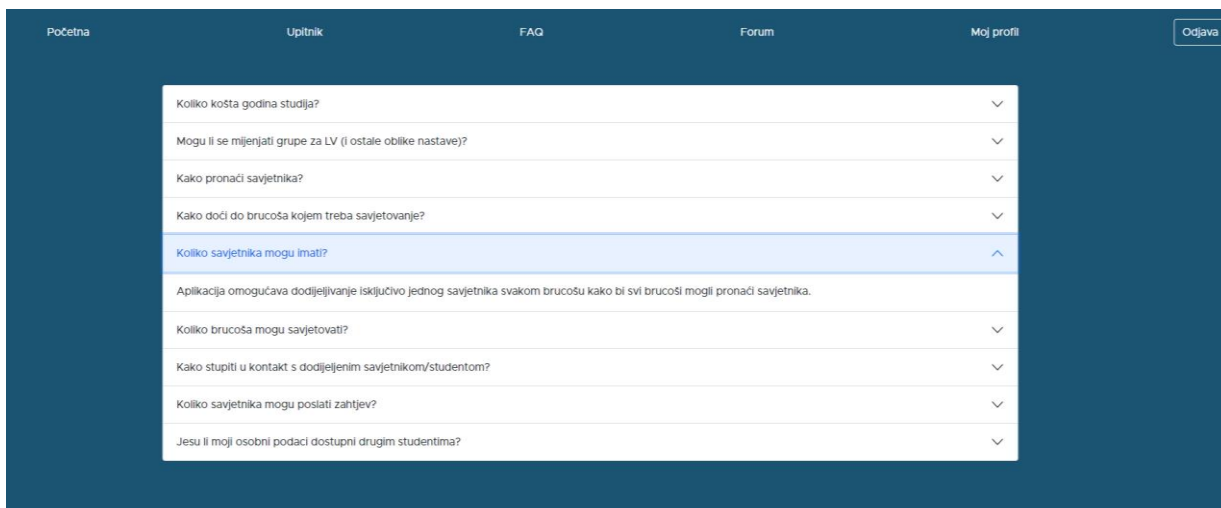 Početna Upitnik FAQ Forum Moj profil Odjava
Koliko košta godina studija?
Mogu li se mijenjati grupe za LV (i ostale oblike nastave)?
Kako pronaći savjetnika?
Kako doći do brucoša kojem treba savjetovanje?
Koliko savjetnika mogu imati?
Aplikacija omogućava dodijeljivanje isključivo jednog savjetnika svakom brucošu kako bi svi brucoši mogli pronaći savjetnika.
Koliko brucoša mogu savjetovati?
Kako stupiti u kontakt s dodijeljenim savjetnikom/studentom?
Koliko savjetnika mogu poslati zahtjev?
Jesu li moji osobni podaci dostupni drugim studentima?